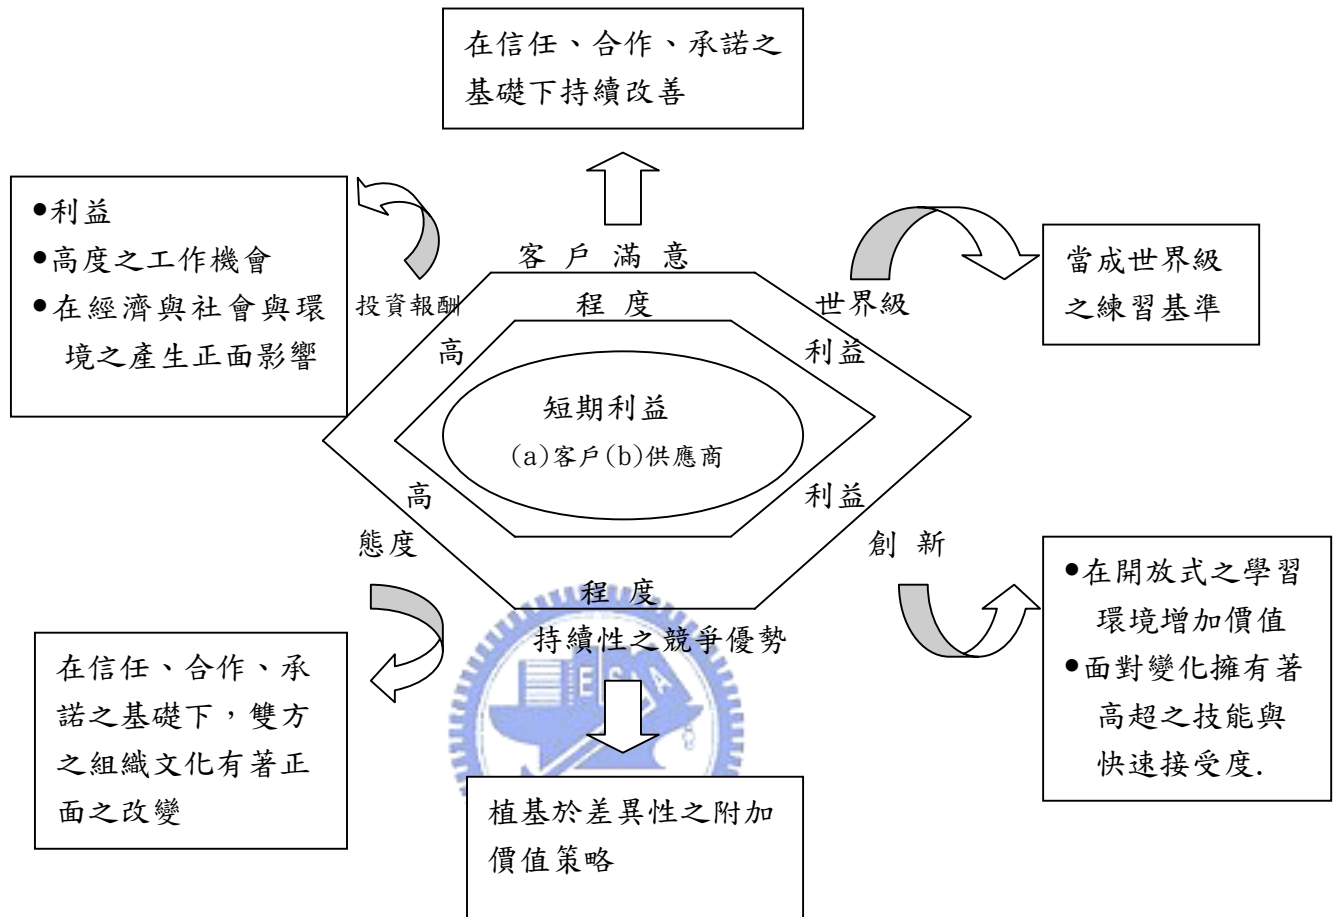 在信任、合作、承諾之
基礎下持續改善
●利益
●高度之工作機會
●在經濟與社會與環
境之產生正面影響
客戶滿意
投資報酬
程度
世界級
當成世界級
之練習基準
高
利益
短期利益
(a)客戶(b)供應商
高
利益
態度
創新
程度
持續性之競爭優勢
●在開放式之學習
環境增加價值
●面對變化擁有著
高超之技能與
快速接受度.
在信任、合作、承
諾之基礎下，雙方
之組織文化有著正
面之改變
植基於差異性之附加
價值策略
ESA